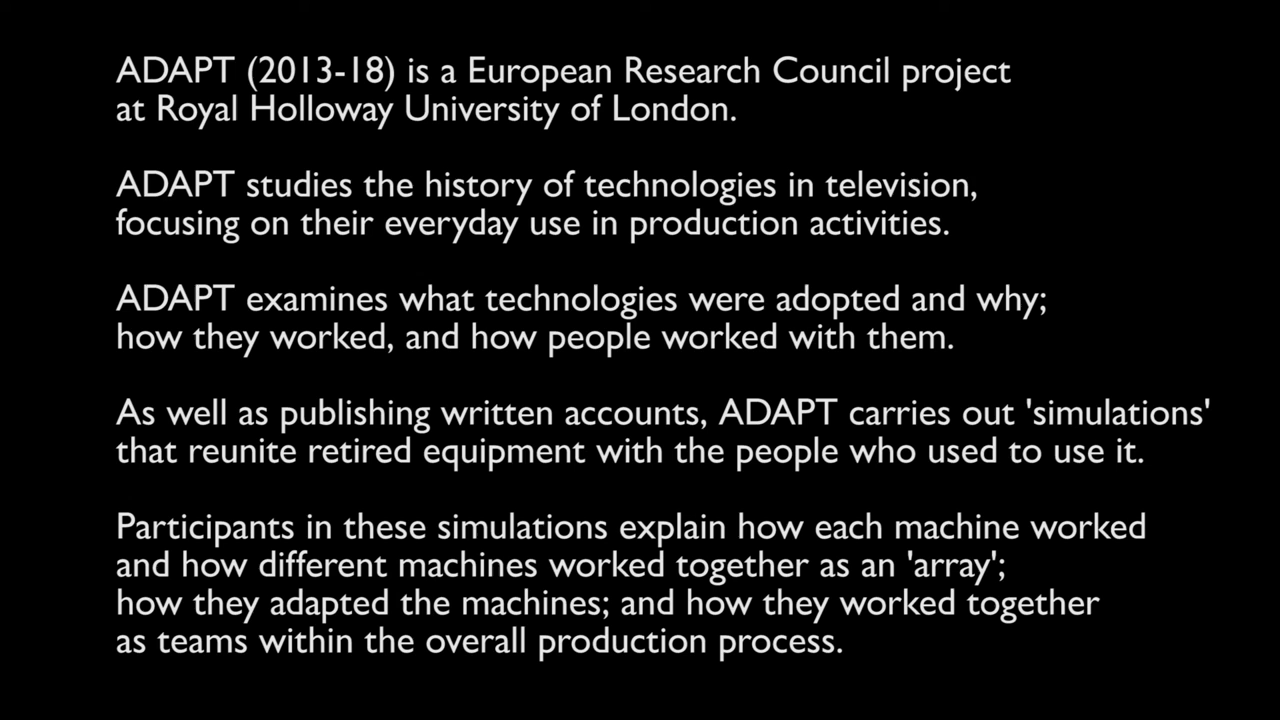 ADAPT (2013-18) is a European Research Council project
at Royal Holloway University of London.
ADAPT studies the history of technologies in television,
focusing on their everyday use in production activities.
ADAPT examines what technologies were adopted and why;
how they worked, and how people worked with them.
As well as publishing written accounts, ADAPT carries out 'simulations'
that reunite retired equipment with the people who used to use it.
Participants in these simulations explain how each machine worked
and how different machines worked together as an 'array';
how they adapted the machines; and how they worked together
as teams within the overall production process.